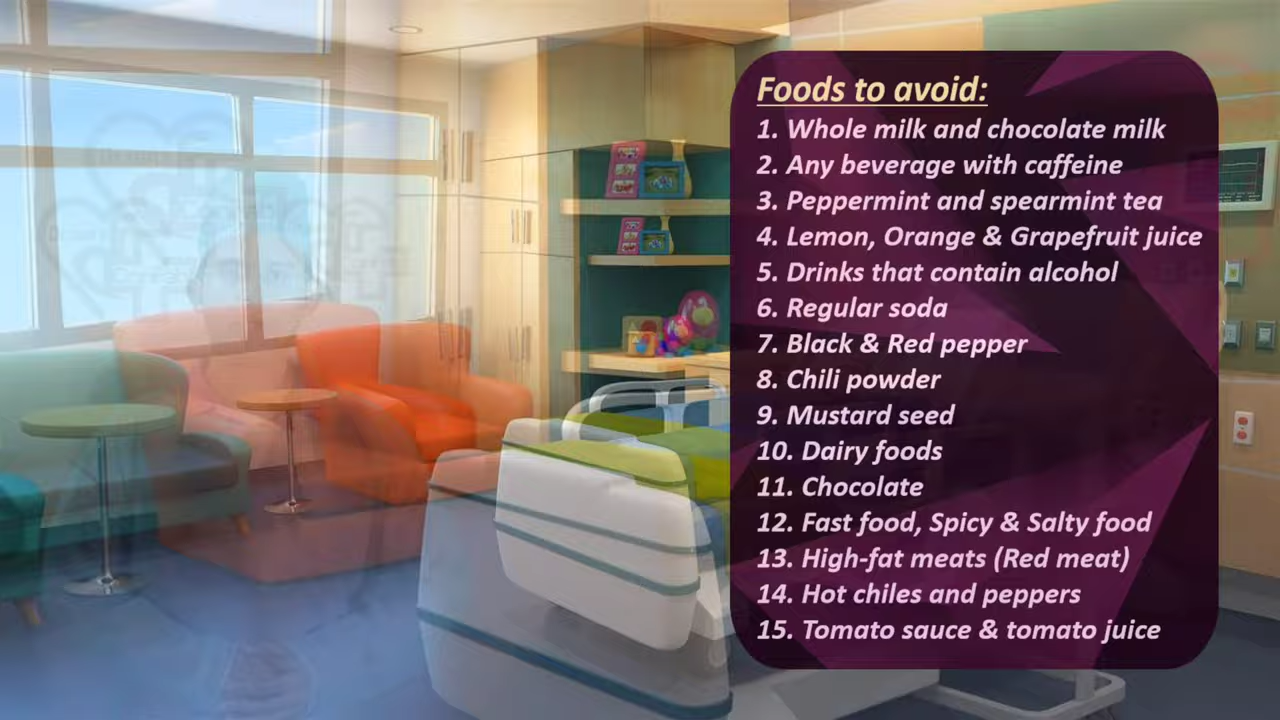 Foods to avoid:
1. Whole milk and chocolate milk
2. Any beverage with caffeine
3. Peppermint and spearmint tea
4. Lemon, Orange & Grapefruit juice
5. Drinks that contain alcohol
6. Regular soda
7. Black & Red pepper
8. Chili powder
9. Mustard seed
10. Dairy foods
11. Chocolate
12. Fast food, Spicy & Salty food
13. High-fat meats (Red meat)
14. Hot chiles and peppers
15. Tomato sauce & tomato juice